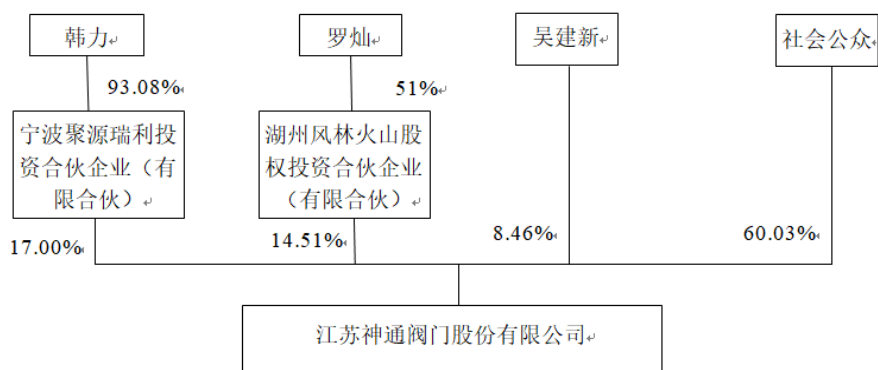 韩力
罗灿
吴建新
社会公众
93.08%
51%
宁波聚源瑞利投
资合伙企业（有
限合伙）
湖州风林火山股
权投资合伙企业
（有限合伙）
17.00%
14.51%
8.46%
60.03%
江苏神通阀门股份有限公司